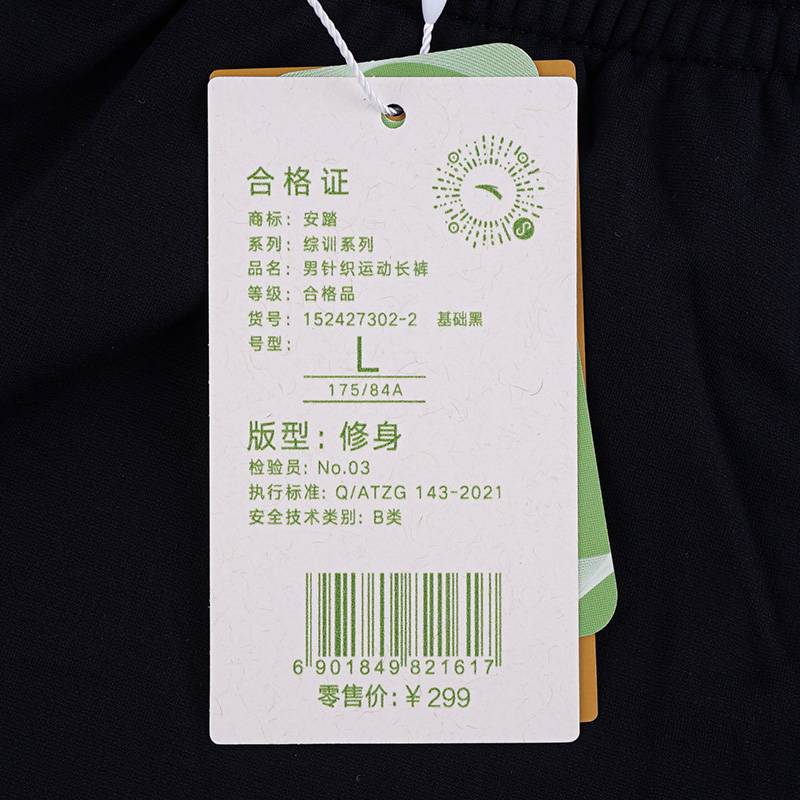 合格证
商标：安踏
系列：综训系列
品名：男针织运动长裤
等级：合格品
货号：152427302-2 基础黑
号型：L
175/84A
版型：修身
检验员：No.03
执行标准：Q/ATZG 143-2021
安全技术类别：B类
6 901849 821617
零售价：￥299